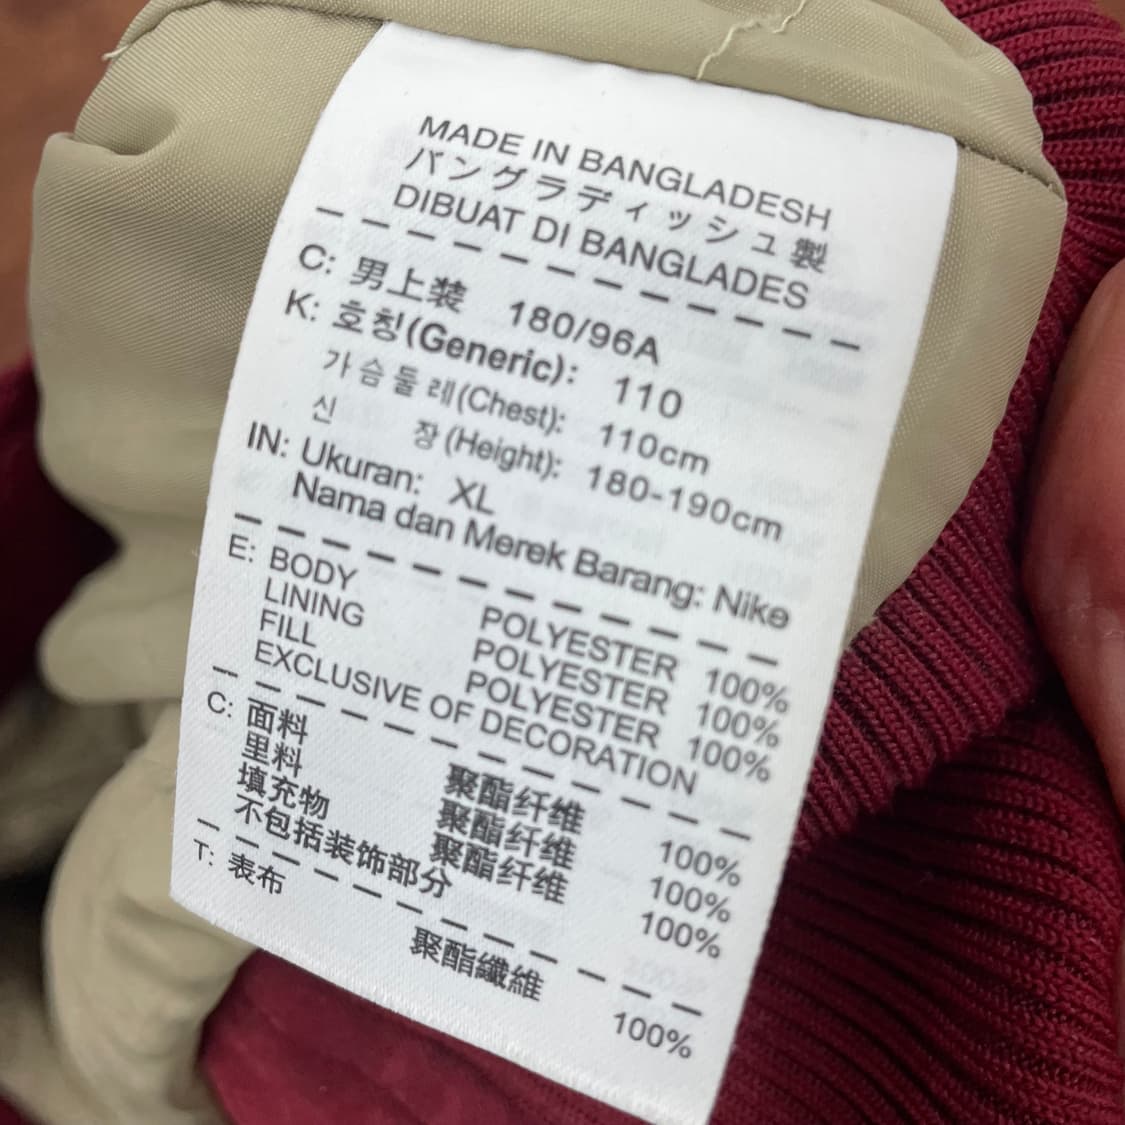 MADE IN BANGLADESH
バングラディッシュ製
DIBUAT DI BANGLADES
C: 男上装 180/96A
K: 호칭(Generic): 110
가슴둘레(Chest): 110cm
신 장(Height): 180-190cm
IN: Ukuran: XL
Nama dan Merek Barang: Nike
E: BODY POLYESTER 100%
LINING POLYESTER 100%
FILL POLYESTER 100%
EXCLUSIVE OF DECORATION
C: 面料 聚酯纤维 100%
里料 聚酯纤维 100%
填充物 聚酯纤维 100%
不包括装饰部分
T: 表布 聚酯纖維 100%